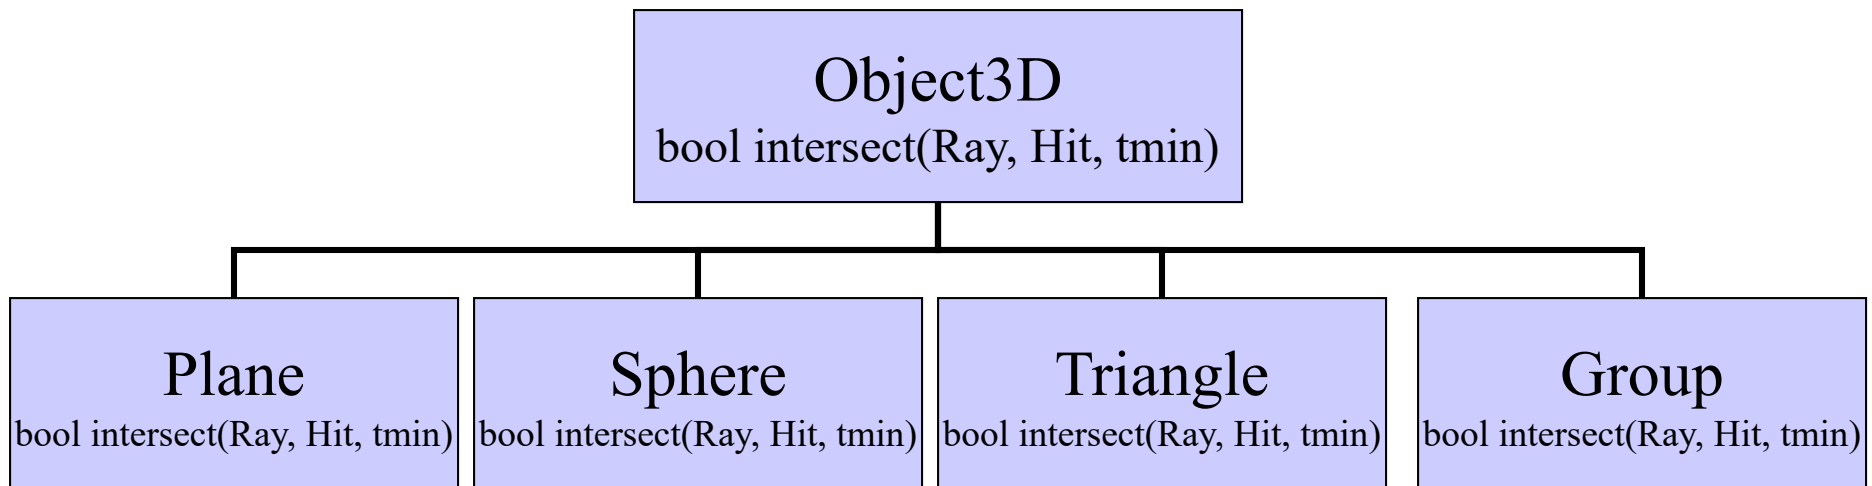 Object3D
bool intersect(Ray, Hit, tmin)
Plane
bool intersect(Ray, Hit, tmin)
Sphere
bool intersect(Ray, Hit, tmin)
Triangle
bool intersect(Ray, Hit, tmin)
Group
bool intersect(Ray, Hit, tmin)